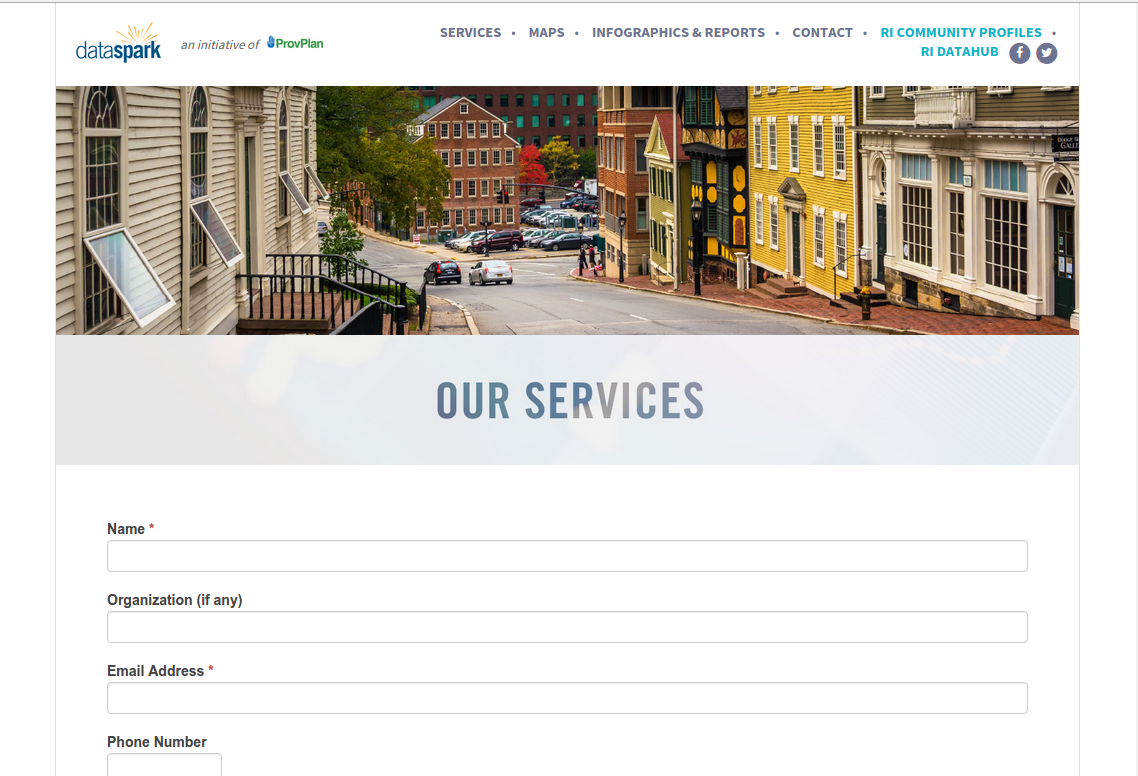 dataspark an initiative of ProvPlan
SERVICES • MAPS • INFOGRAPHICS & REPORTS • CONTACT • RI COMMUNITY PROFILES •
RI DATAHUB
OUR SERVICES
Name *
Organization (if any)
Email Address *
Phone Number